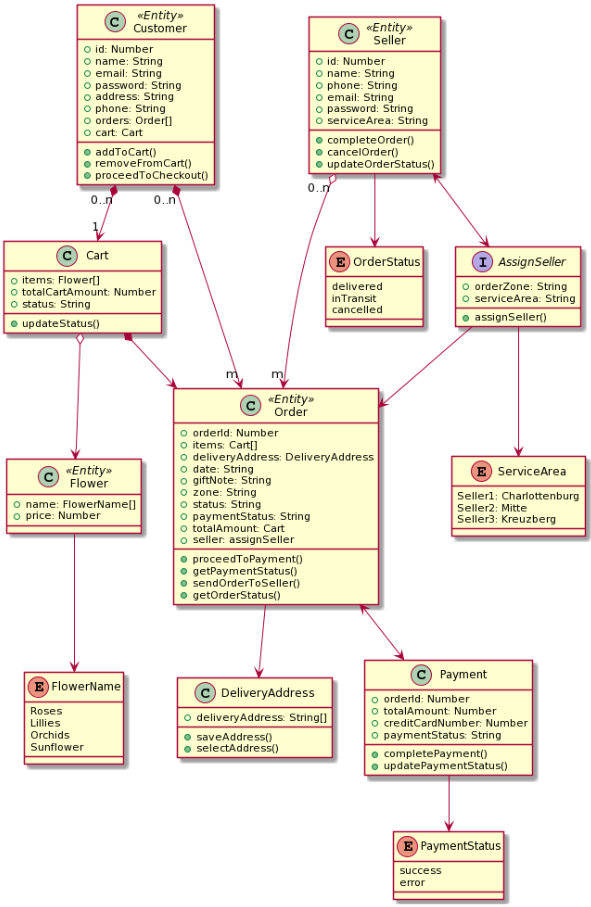 C «Entity» Customer
id: Number
name: String
email: String
password: String
address: String
phone: String
orders: Order[]
cart: Cart
addToCart()
removeFromCart()
proceedToCheckout()
C «Entity» Seller
id: Number
name: String
phone: String
email: String
password: String
serviceArea: String
completeOrder()
cancelOrder()
updateOrderStatus()
0..n
0..n
0..n
1
C Cart
items: Flower[]
totalCartAmount: Number
status: String
updateStatus()
E OrderStatus
delivered
inTransit
cancelled
I AssignSeller
orderZone: String
serviceArea: String
assignSeller()
m
m
C «Entity» Order
orderId: Number
items: Cart[]
deliveryAddress: DeliveryAddress
date: String
giftNote: String
zone: String
status: String
paymentStatus: String
totalAmount: Cart
seller: assignSeller
proceedToPayment()
getPaymentStatus()
sendOrderToSeller()
getOrderStatus()
C «Entity» Flower
name: FlowerName[]
price: Number
E ServiceArea
Seller1: Charlottenburg
Seller2: Mitte
Seller3: Kreuzberg
E FlowerName
Roses
Lillies
Orchids
Sunflower
C DeliveryAddress
deliveryAddress: String[]
saveAddress()
selectAddress()
C Payment
orderId: Number
totalAmount: Number
creditCardNumber: Number
paymentStatus: String
completePayment()
updatePaymentStatus()
E PaymentStatus
success
error